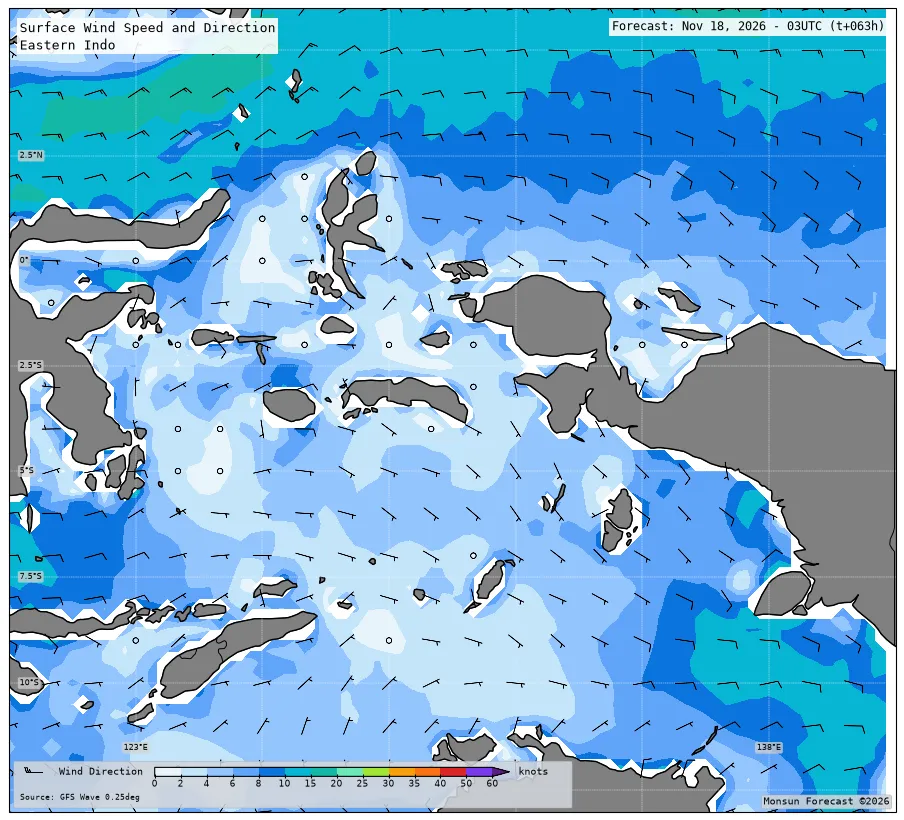 Surface Wind Speed and Direction
Eastern Indo
Forecast: Nov 18, 2026 - 03UTC (t+063h)
2.5°N
0°
2.5°S
5°S
7.5°S
10°S
123°E
138°E
Wind Direction
knots
0 2 4 6 8 10 15 20 25 30 35 40 50 60
Source: GFS Wave 0.25deg
Monsun Forecast ©2026